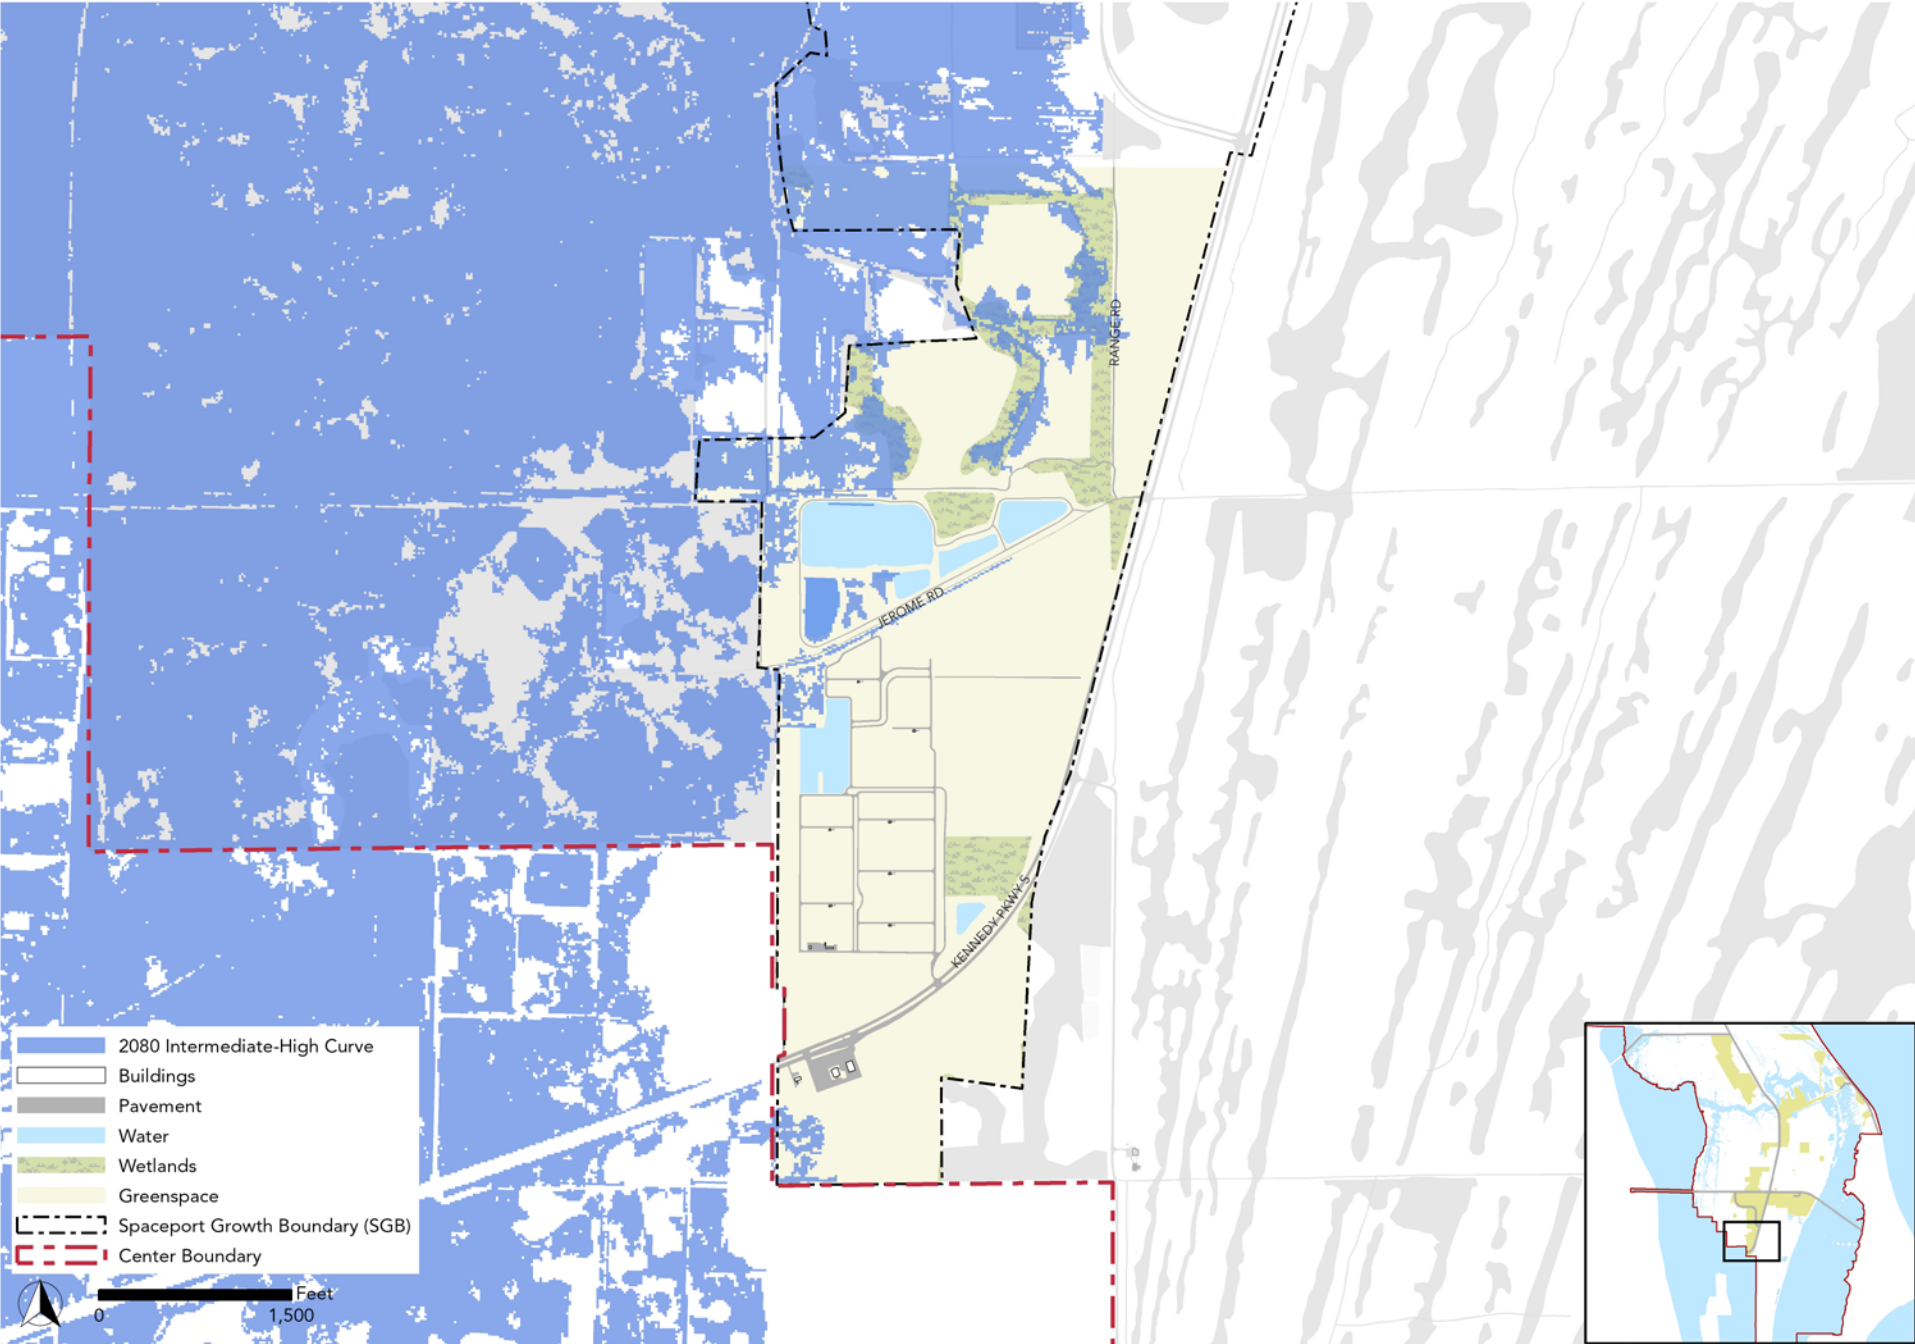 RANGE RD
JEROME RD
KENNEDY PKWY S
2080 Intermediate-High Curve
Buildings
Pavement
Water
Wetlands
Greenspace
Spaceport Growth Boundary (SGB)
Center Boundary
Feet
0 1,500